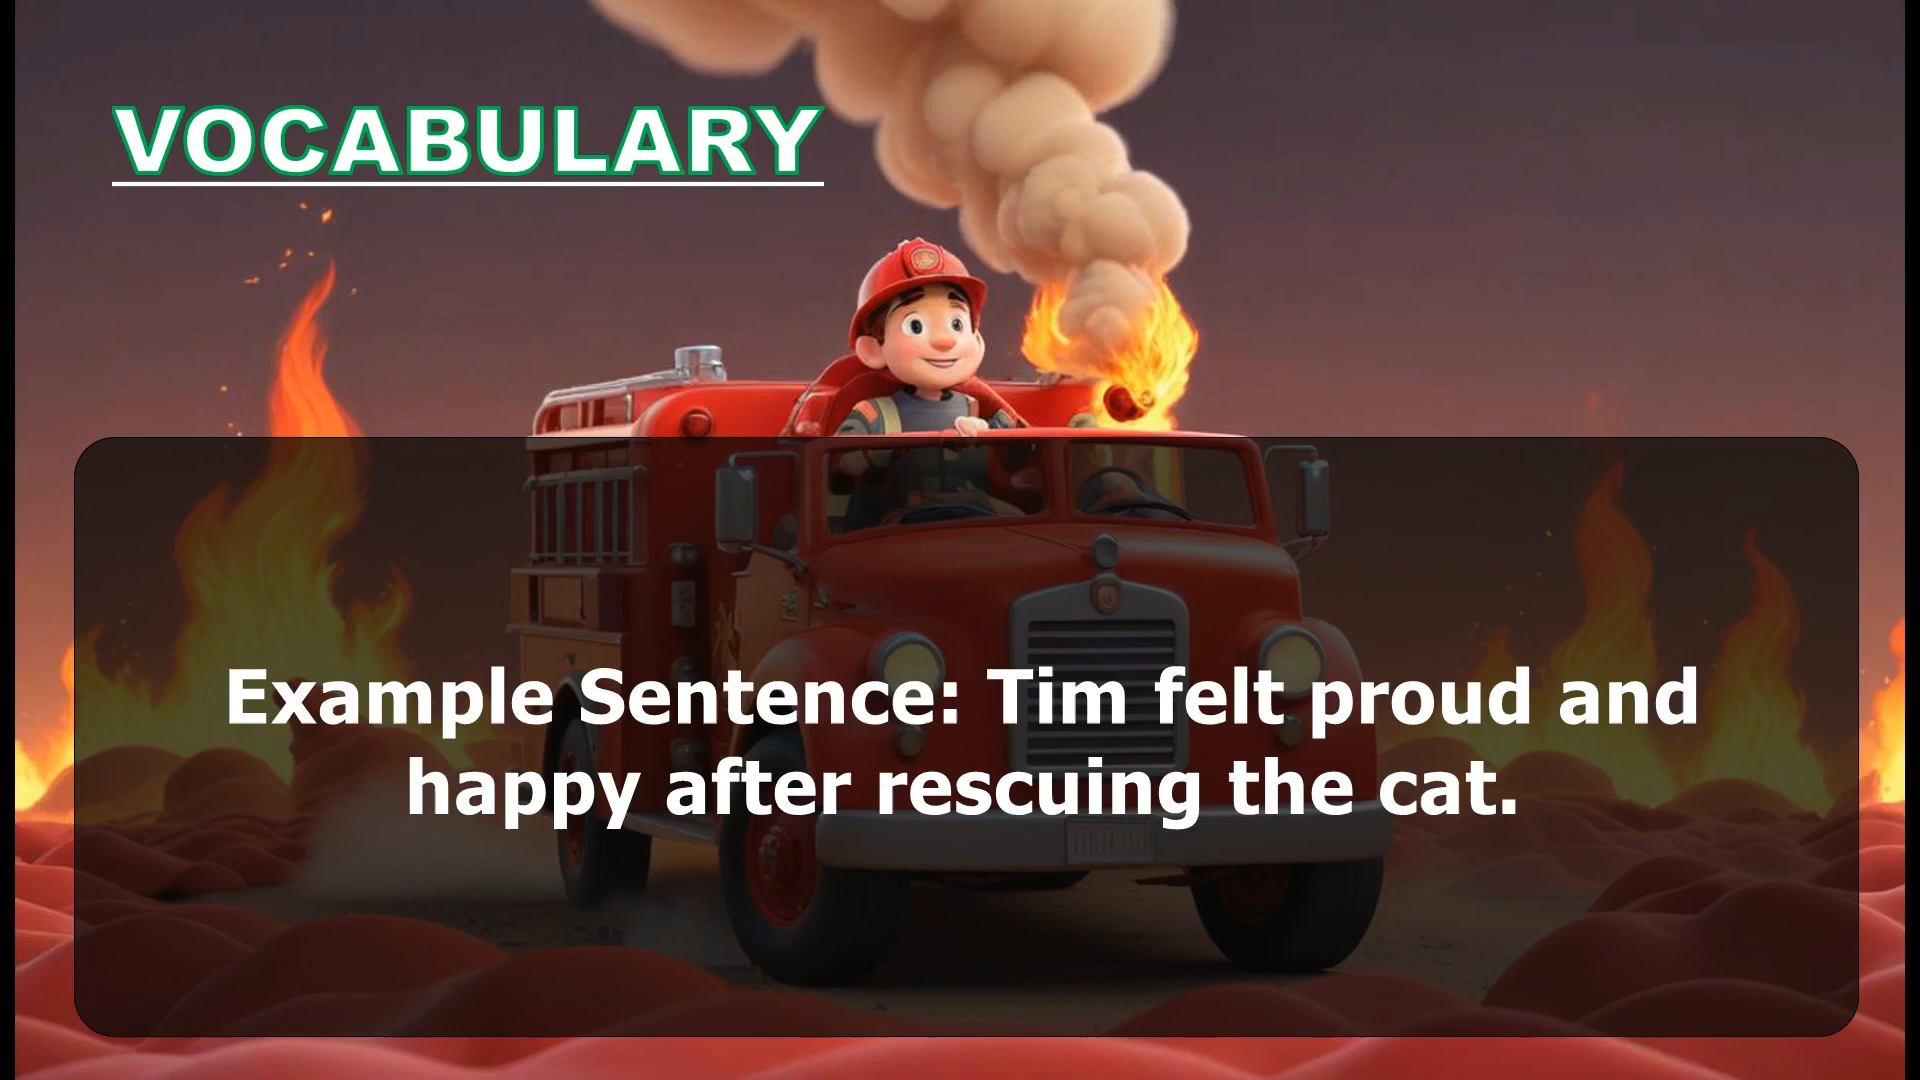 VOCABULARY
Example Sentence: Tim felt proud and
happy after rescuing the cat.